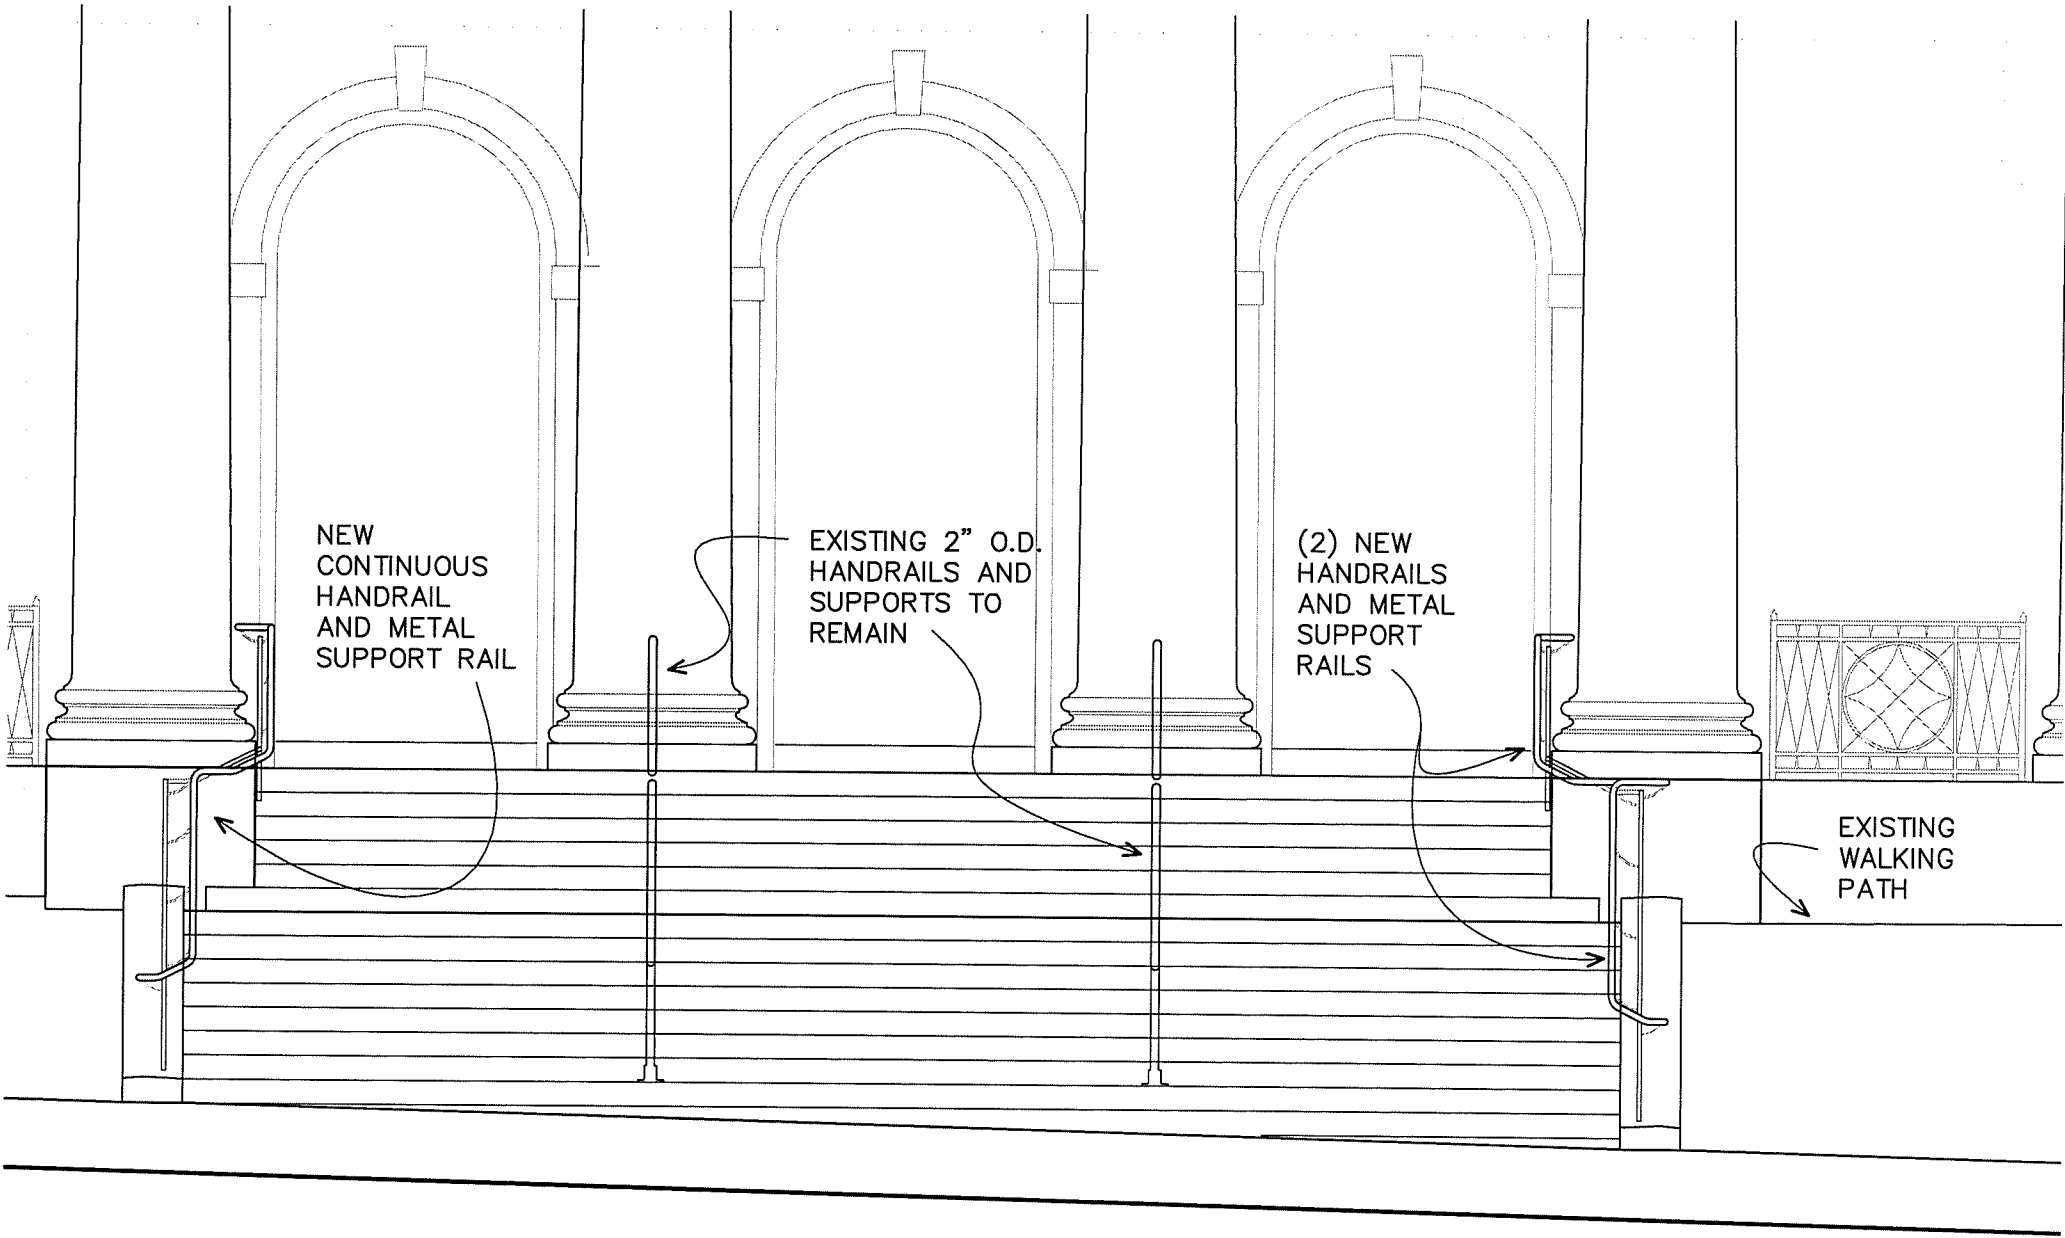 NEW
CONTINUOUS
HANDRAIL
AND METAL
SUPPORT RAIL
EXISTING 2” O.D.
HANDRAILS AND
SUPPORTS TO
REMAIN
(2) NEW
HANDRAILS
AND METAL
SUPPORT
RAILS
EXISTING
WALKING
PATH